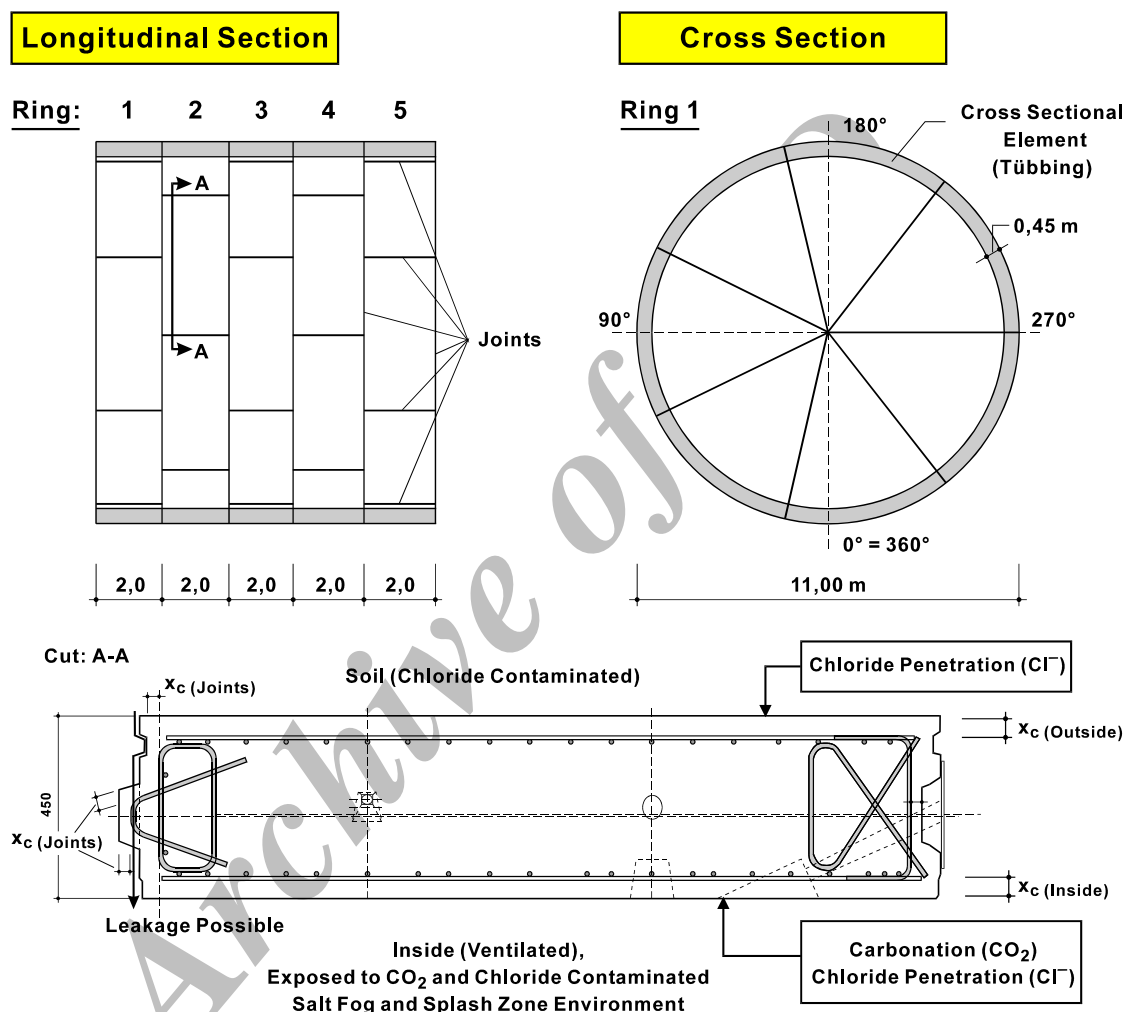 Longitudinal Section
Cross Section
Ring: 1 2 3 4 5
A
A
Joints
2,0 2,0 2,0 2,0 2,0
Ring 1
180°
Cross Sectional
Element
(Tübbing)
0,45 m
90°
270°
0° = 360°
11,00 m
Cut: A-A
xc (Joints)
Soil (Chloride Contaminated)
Chloride Penetration (Cl⁻)
xc (Outside)
450
xc (Joints)
xc (Inside)
Leakage Possible
Inside (Ventilated),
Exposed to CO₂ and Chloride Contaminated
Salt Fog and Splash Zone Environment
Carbonation (CO₂)
Chloride Penetration (Cl⁻)
Archive of